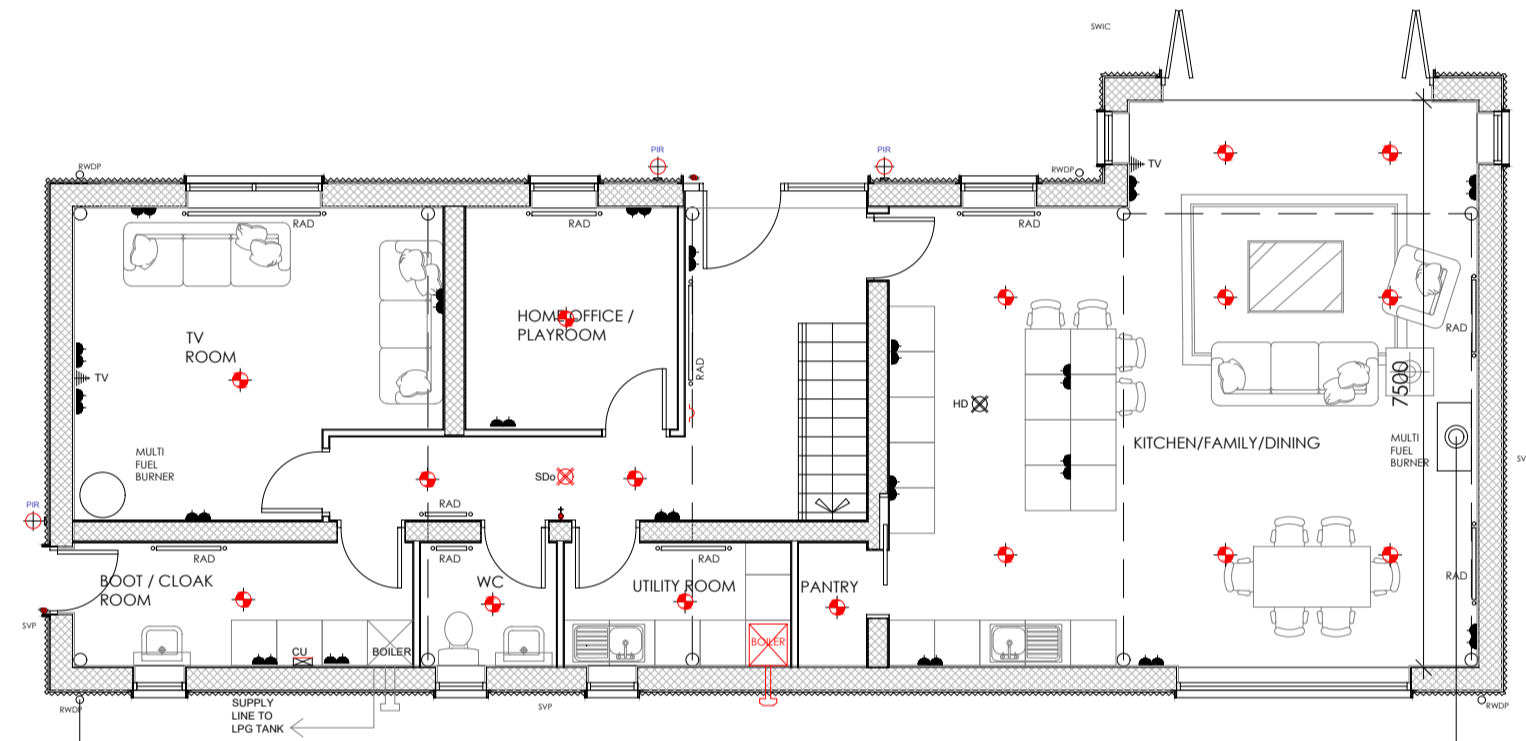 SWIC
PIR
PIR
RWDP
RWDP
TV
RAD
RAD
RAD
HOME OFFICE /
PLAYROOM
TV
ROOM
RAD
RAD
TV
7500
HD
KITCHEN/FAMILY/DINING
MULTI
FUEL
BURNER
MULTI
FUEL
BURNER
SV
SDo
PIR
RAD
RAD
RAD
RAD
RAD
BOOT / CLOAK
ROOM
WC
UTILITY ROOM
PANTRY
SVP
CU
BOILER
BOILER
SUPPLY
LINE TO
LPG TANK
RWDP
SVP
RWDP